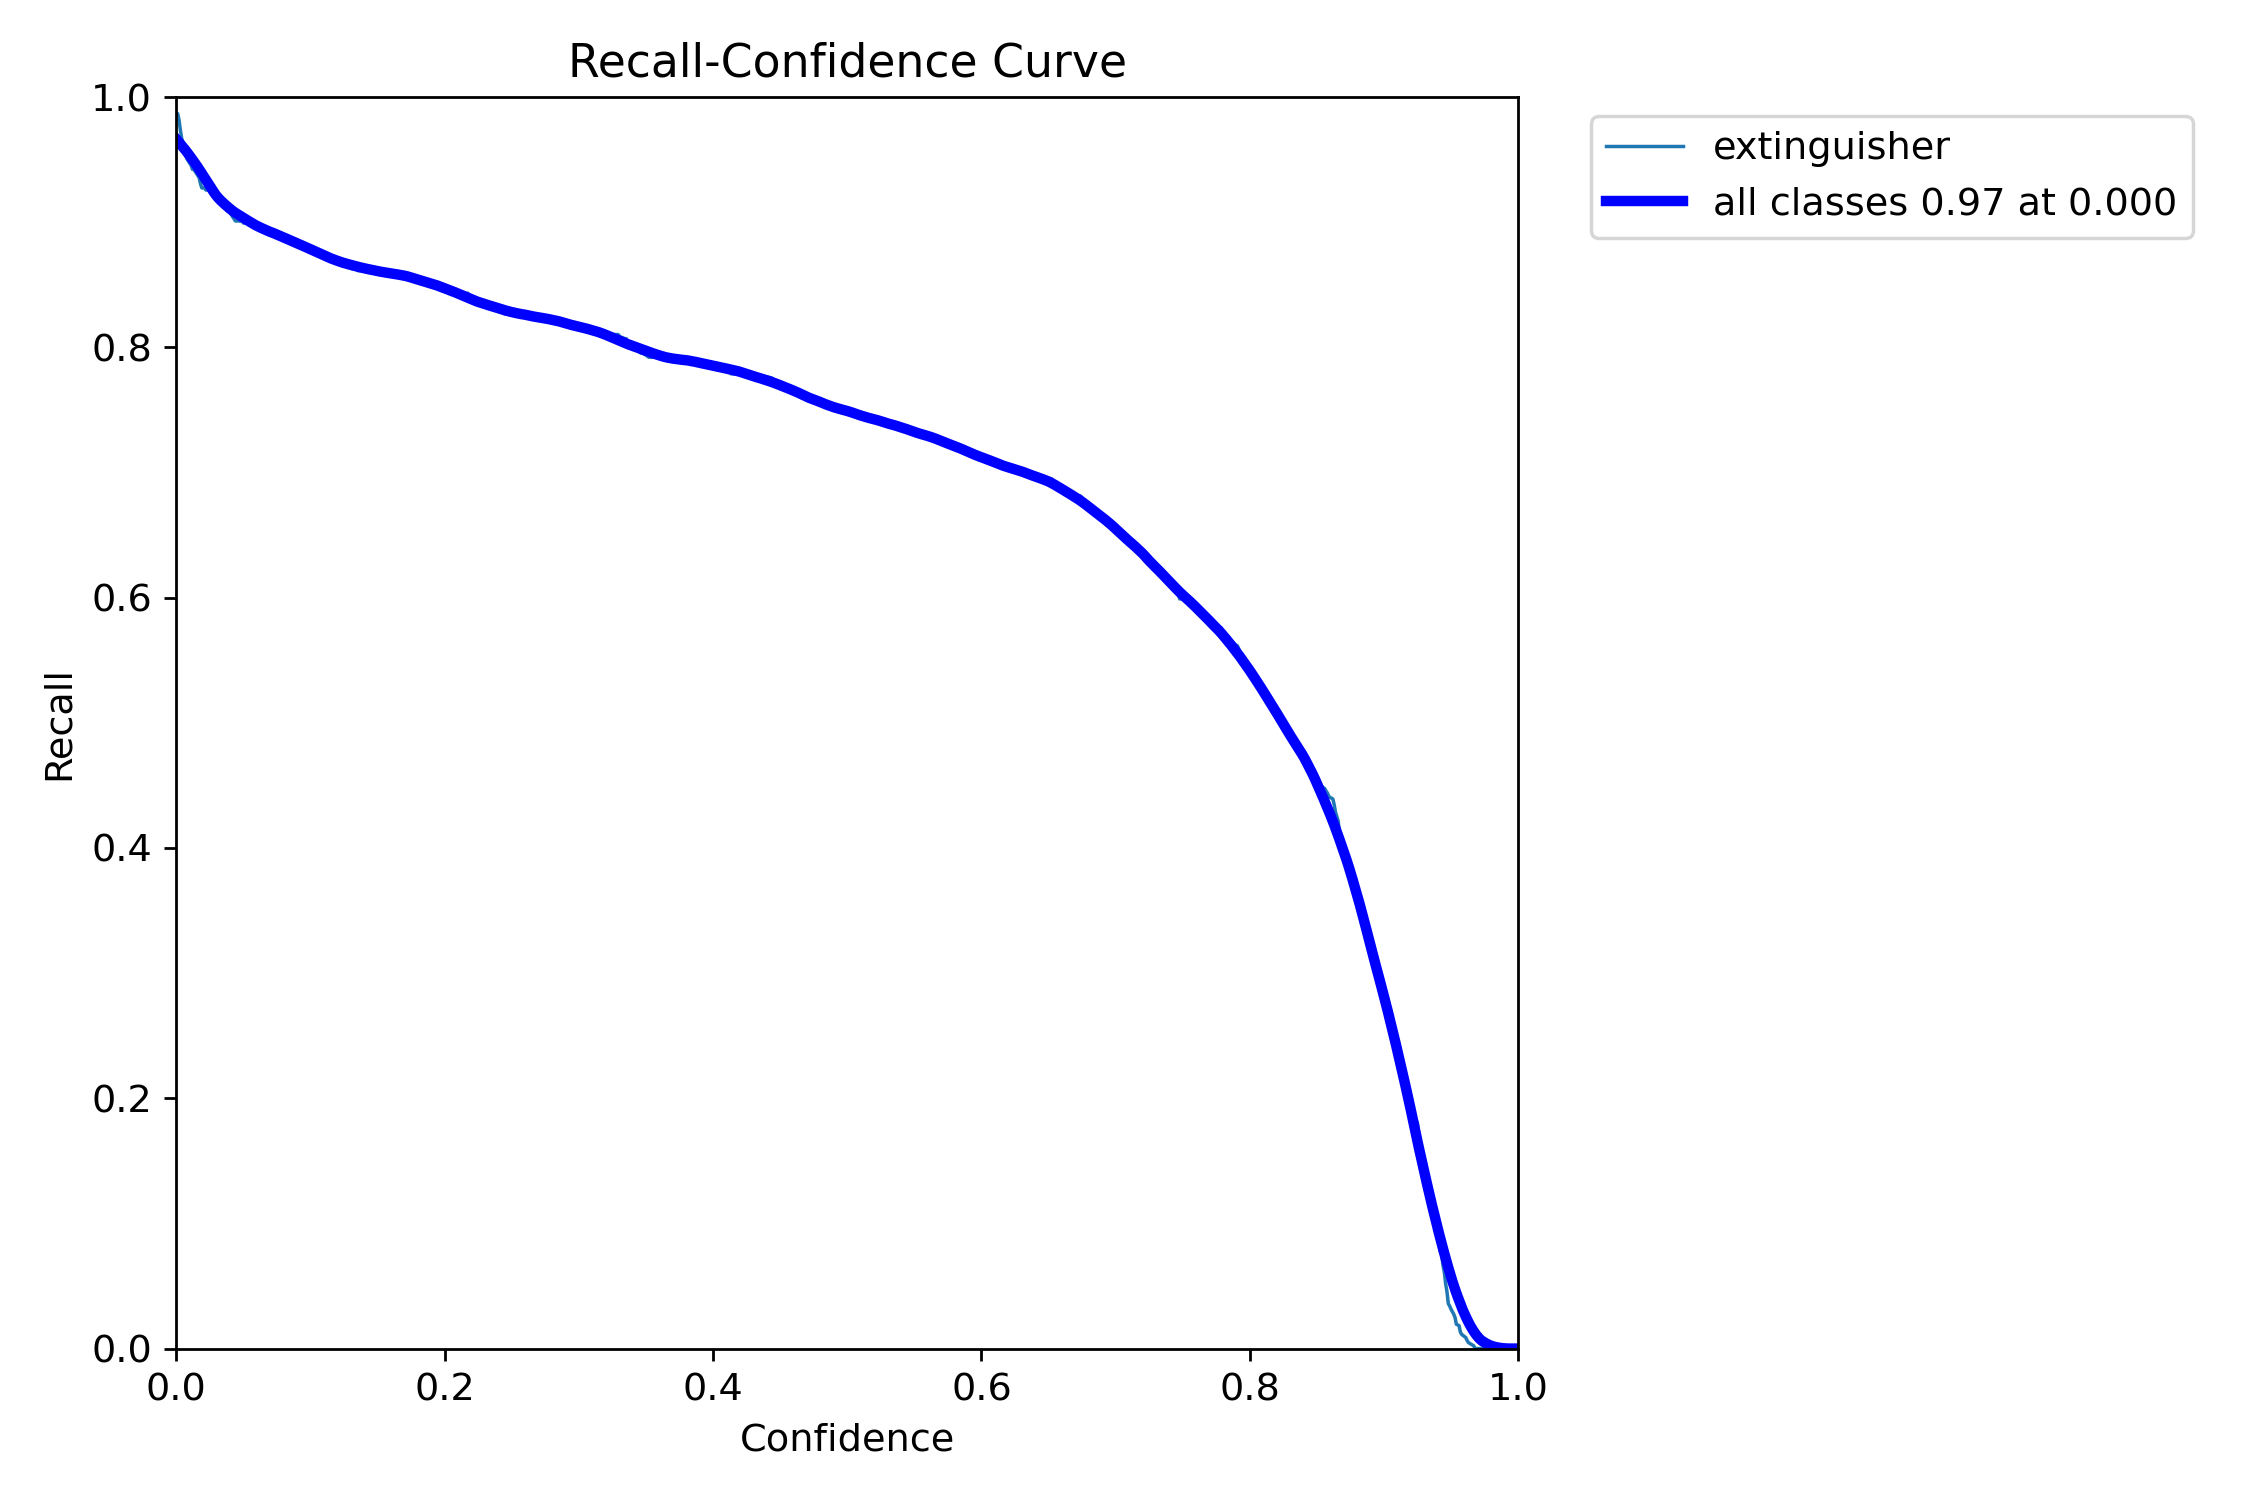 Recall-Confidence Curve
1.0
0.8
0.6
0.4
0.2
0.0
Recall
0.0 0.2 0.4 0.6 0.8 1.0
Confidence
extinguisher
all classes 0.97 at 0.000